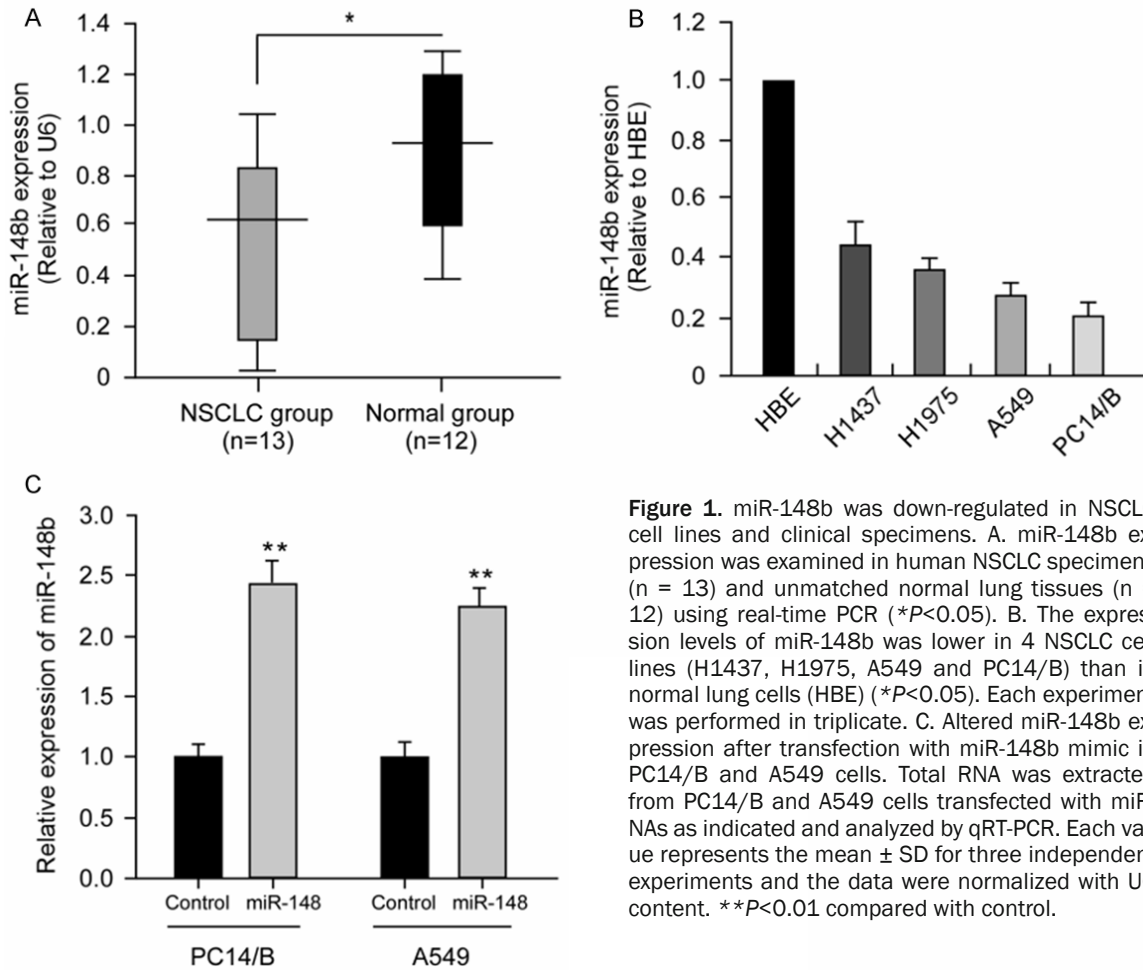 A
miR-148b expression
(Relative to U6)
1.4
1.2
1.0
0.8
0.6
0.4
0.2
0
*
NSCLC group
(n=13)
Normal group
(n=12)
B
miR-148b expression
(Relative to HBE)
1.2
1.0
0.8
0.6
0.4
0.2
0
HBE
H1437
H1975
A549
PC14/B
C
Relative expression of miR-148b
3.0
2.5
2.0
1.5
1.0
0.5
0.0
**
**
Control
miR-148
Control
miR-148
PC14/B
A549
Figure 1. miR-148b was down-regulated in NSCL
cell lines and clinical specimens. A. miR-148b ex
pression was examined in human NSCLC specimen
(n = 13) and unmatched normal lung tissues (n
12) using real-time PCR (*P<0.05). B. The expres
sion levels of miR-148b was lower in 4 NSCLC cel
lines (H1437, H1975, A549 and PC14/B) than i
normal lung cells (HBE) (*P<0.05). Each experimen
was performed in triplicate. C. Altered miR-148b ex
pression after transfection with miR-148b mimic i
PC14/B and A549 cells. Total RNA was extracte
from PC14/B and A549 cells transfected with miR
NAs as indicated and analyzed by qRT-PCR. Each val
ue represents the mean ± SD for three independen
experiments and the data were normalized with U
content. **P<0.01 compared with control.